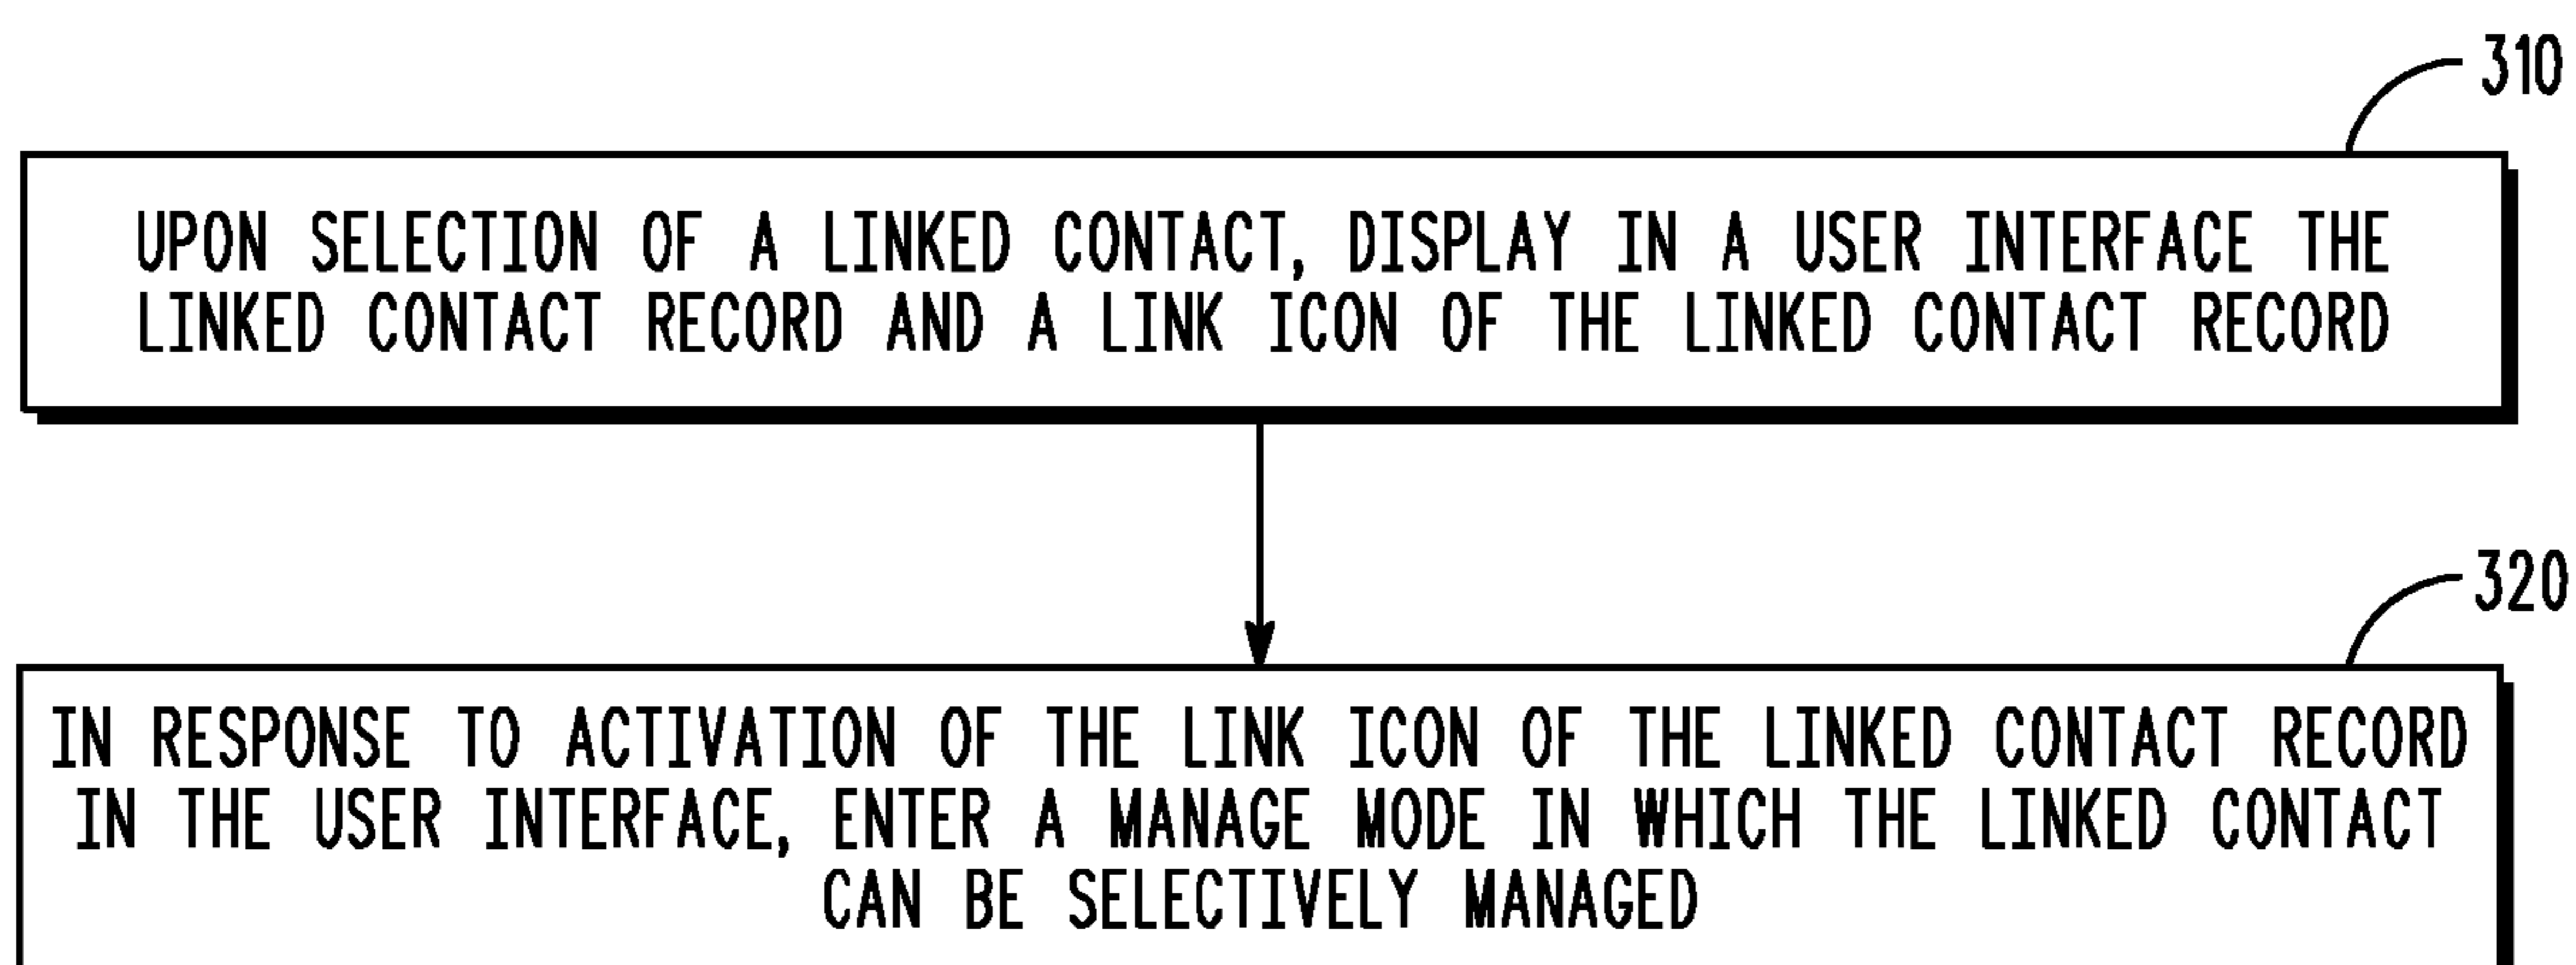 310
UPON SELECTION OF A LINKED CONTACT, DISPLAY IN A USER INTERFACE THE
LINKED CONTACT RECORD AND A LINK ICON OF THE LINKED CONTACT RECORD
320
IN RESPONSE TO ACTIVATION OF THE LINK ICON OF THE LINKED CONTACT RECORD
IN THE USER INTERFACE, ENTER A MANAGE MODE IN WHICH THE LINKED CONTACT
CAN BE SELECTIVELY MANAGED